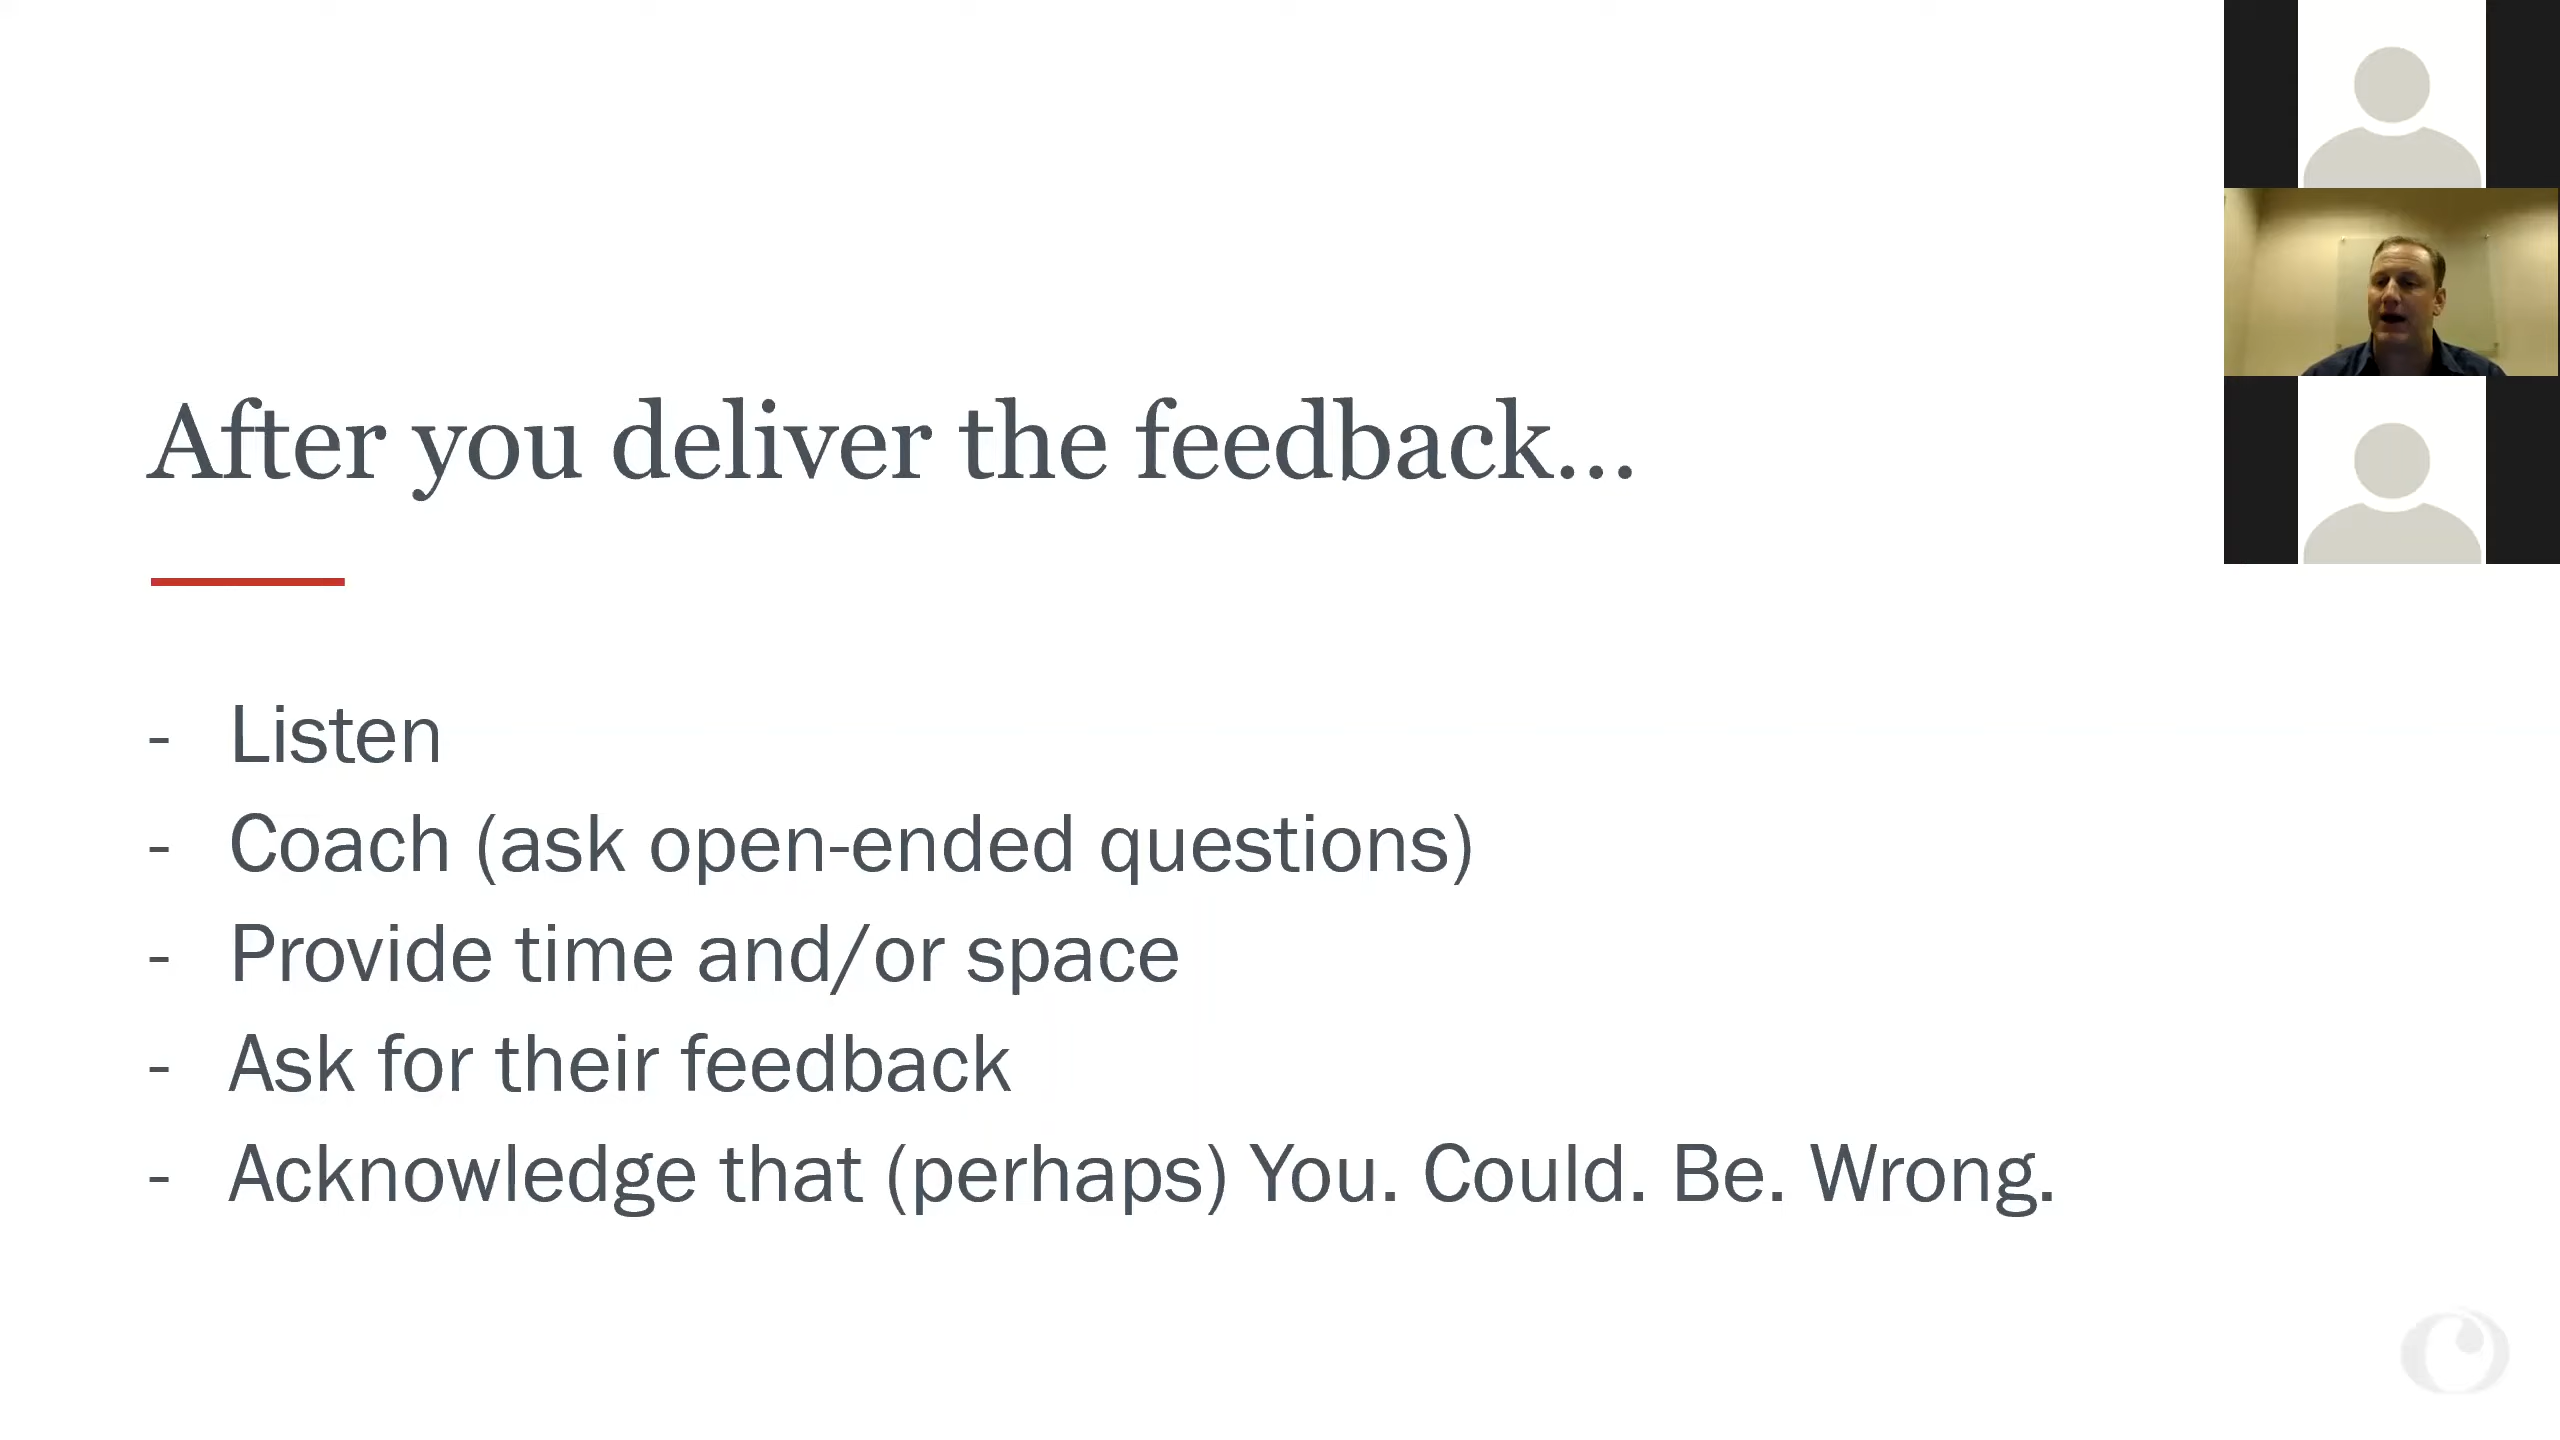 After you deliver the feedback...
- Listen
- Coach (ask open-ended questions)
- Provide time and/or space
- Ask for their feedback
- Acknowledge that (perhaps) You. Could. Be. Wrong.